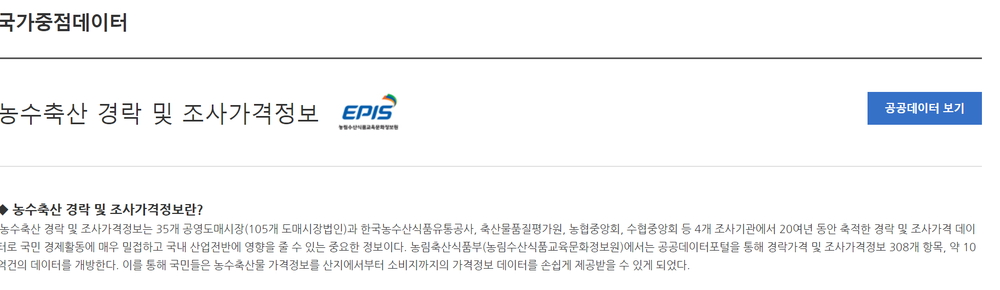 국가중점데이터
농수축산 경락 및 조사가격정보
EPIS
농림수산식품교육문화정보원
공공데이터 보기
◆ 농수축산 경락 및 조사가격정보란?
농수축산 경락 및 조사가격정보는 35개 공영도매시장(105개 도매시장법인)과 한국농수산식품유통공사, 축산물품질평가원, 농협중앙회, 수협중앙회 등 4개 조사기관에서 20여년 동안 축적한 경락 및 조사가격 데이
터로 국민 경제활동에 매우 밀접하고 국내 산업전반에 영향을 줄 수 있는 중요한 정보이다. 농림축산식품부(농림수산식품교육문화정보원)에서는 공공데이터포털을 통해 경락가격 및 조사가격정보 308개 항목, 약 10
억건의 데이터를 개방한다. 이를 통해 국민들은 농수축산물 가격정보를 산지에서부터 소비지까지의 가격정보 데이터를 손쉽게 제공받을 수 있게 되었다.